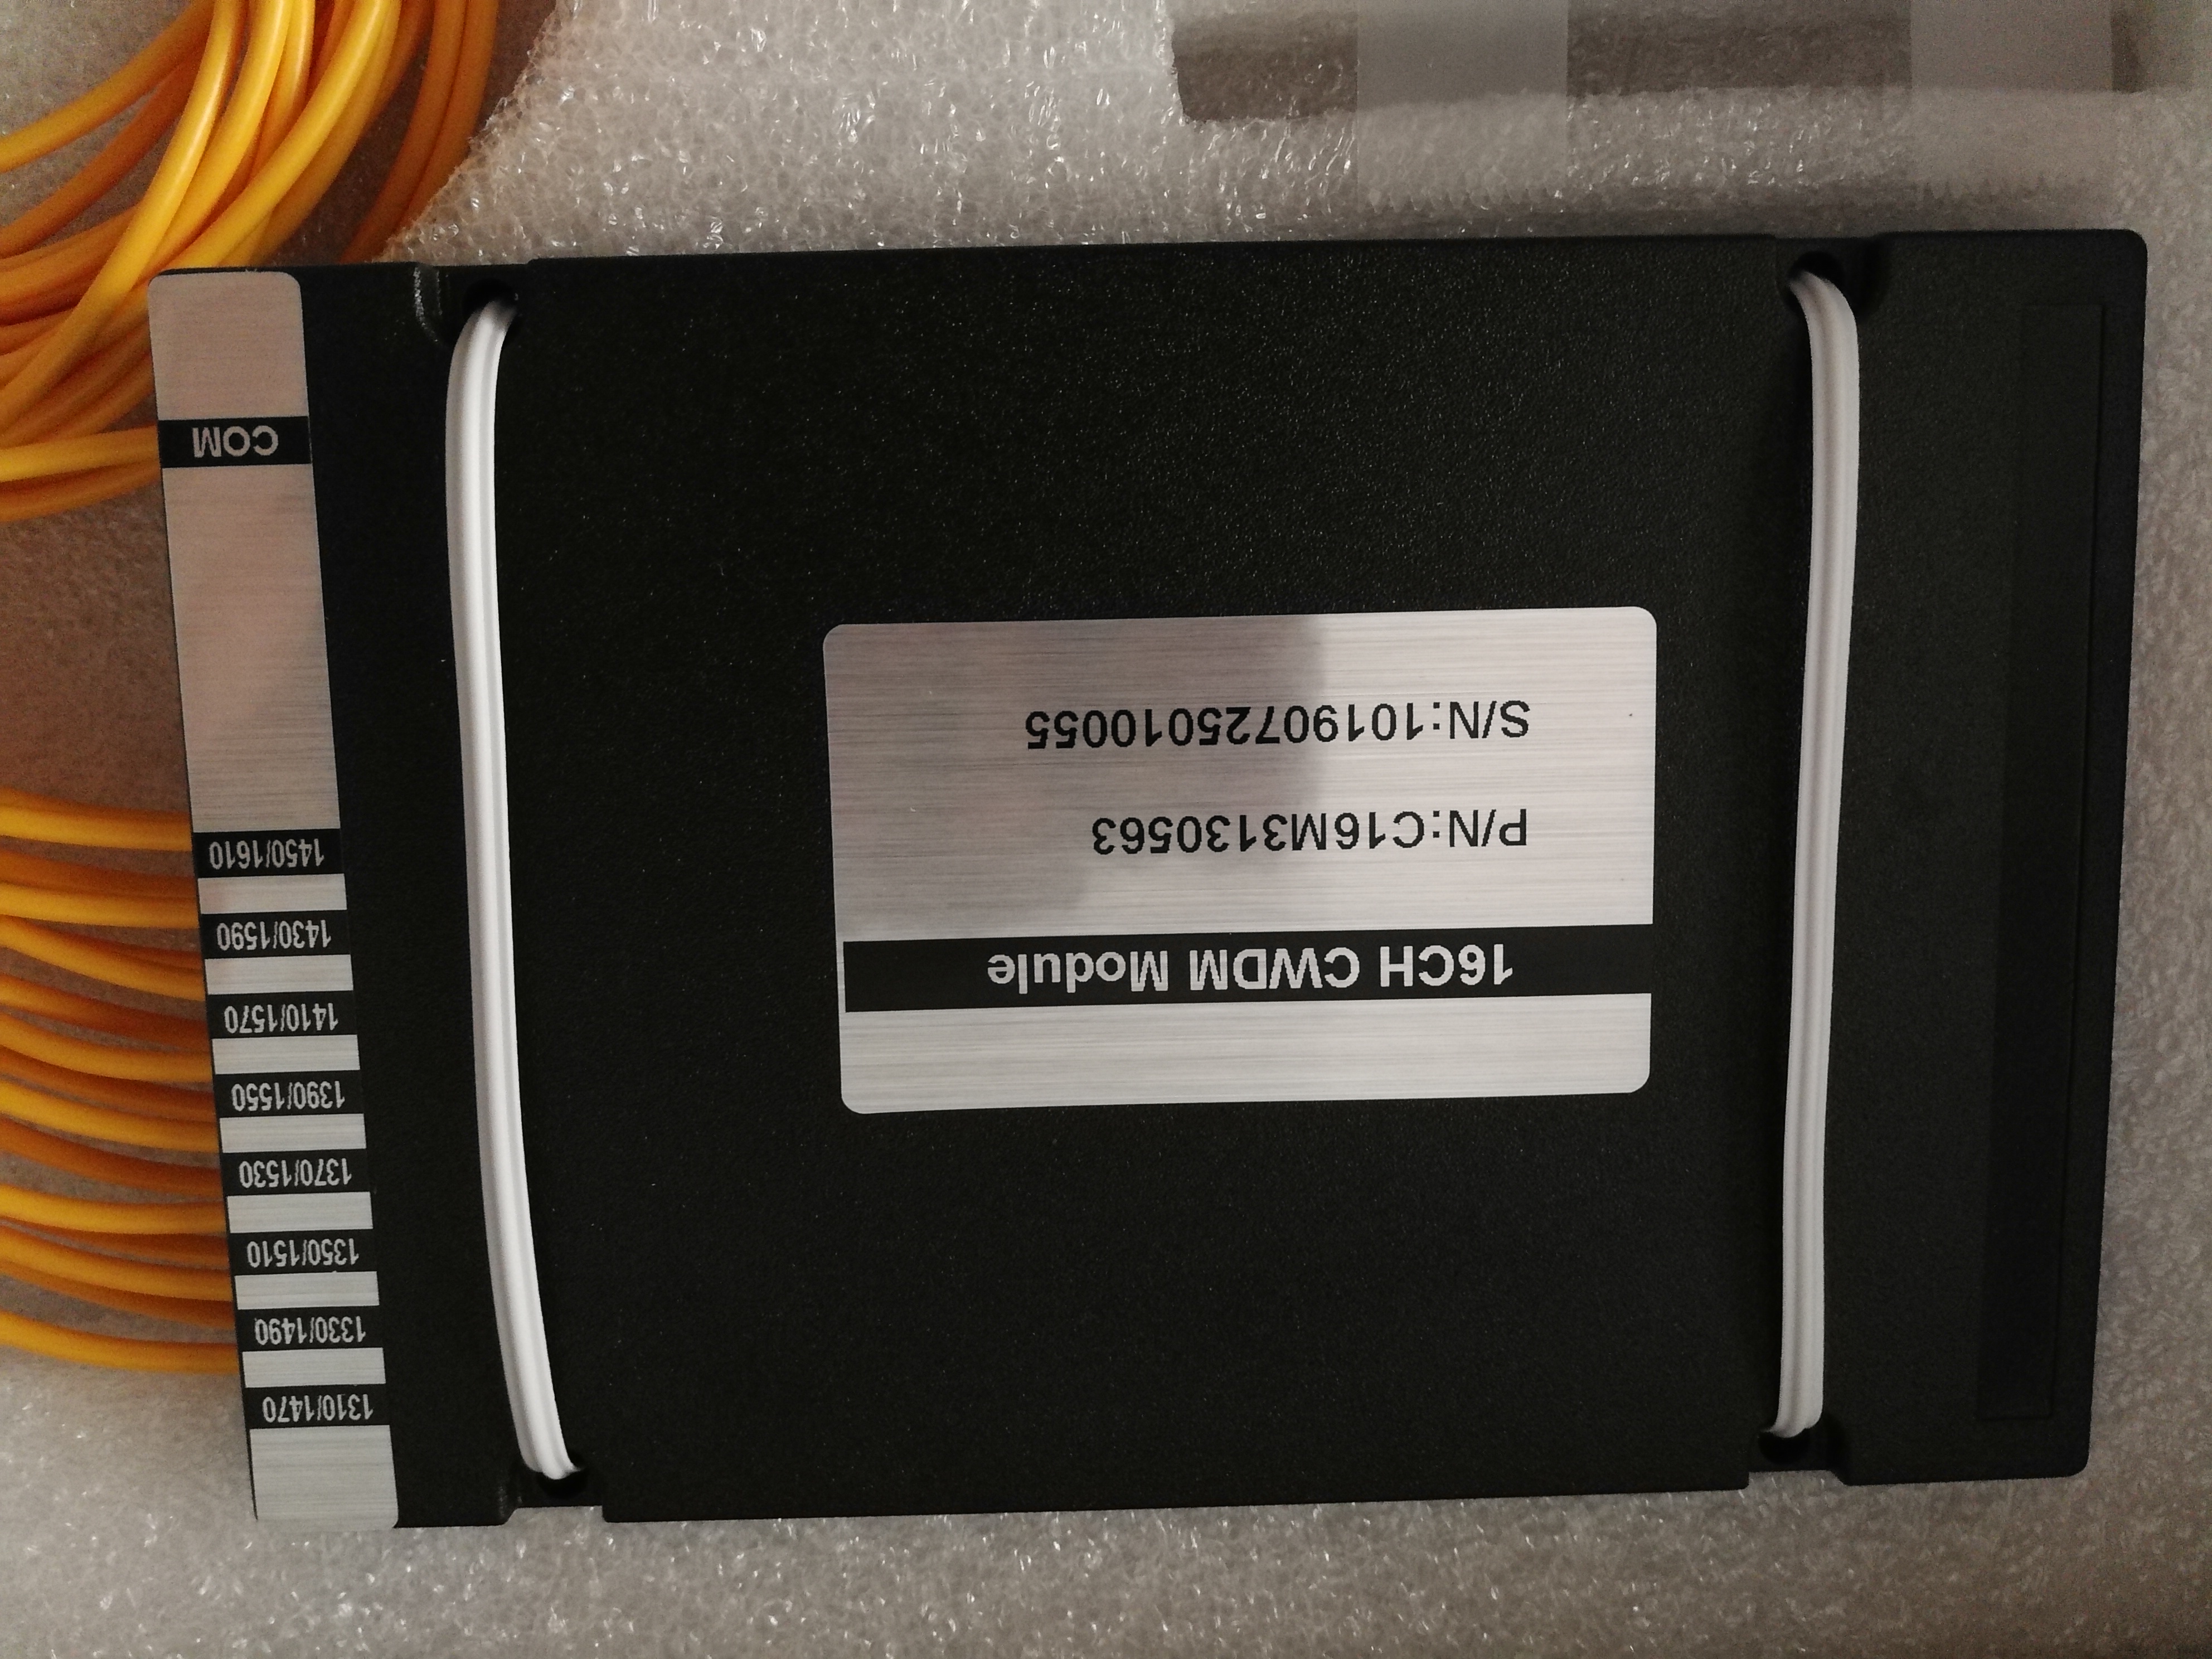 16CH CWDM Module
P/N:C16M3130563
S/N:10190725010055
1310/1470
1330/1490
1350/1510
1370/1530
1390/1550
1410/1570
1430/1590
1450/1610
COM